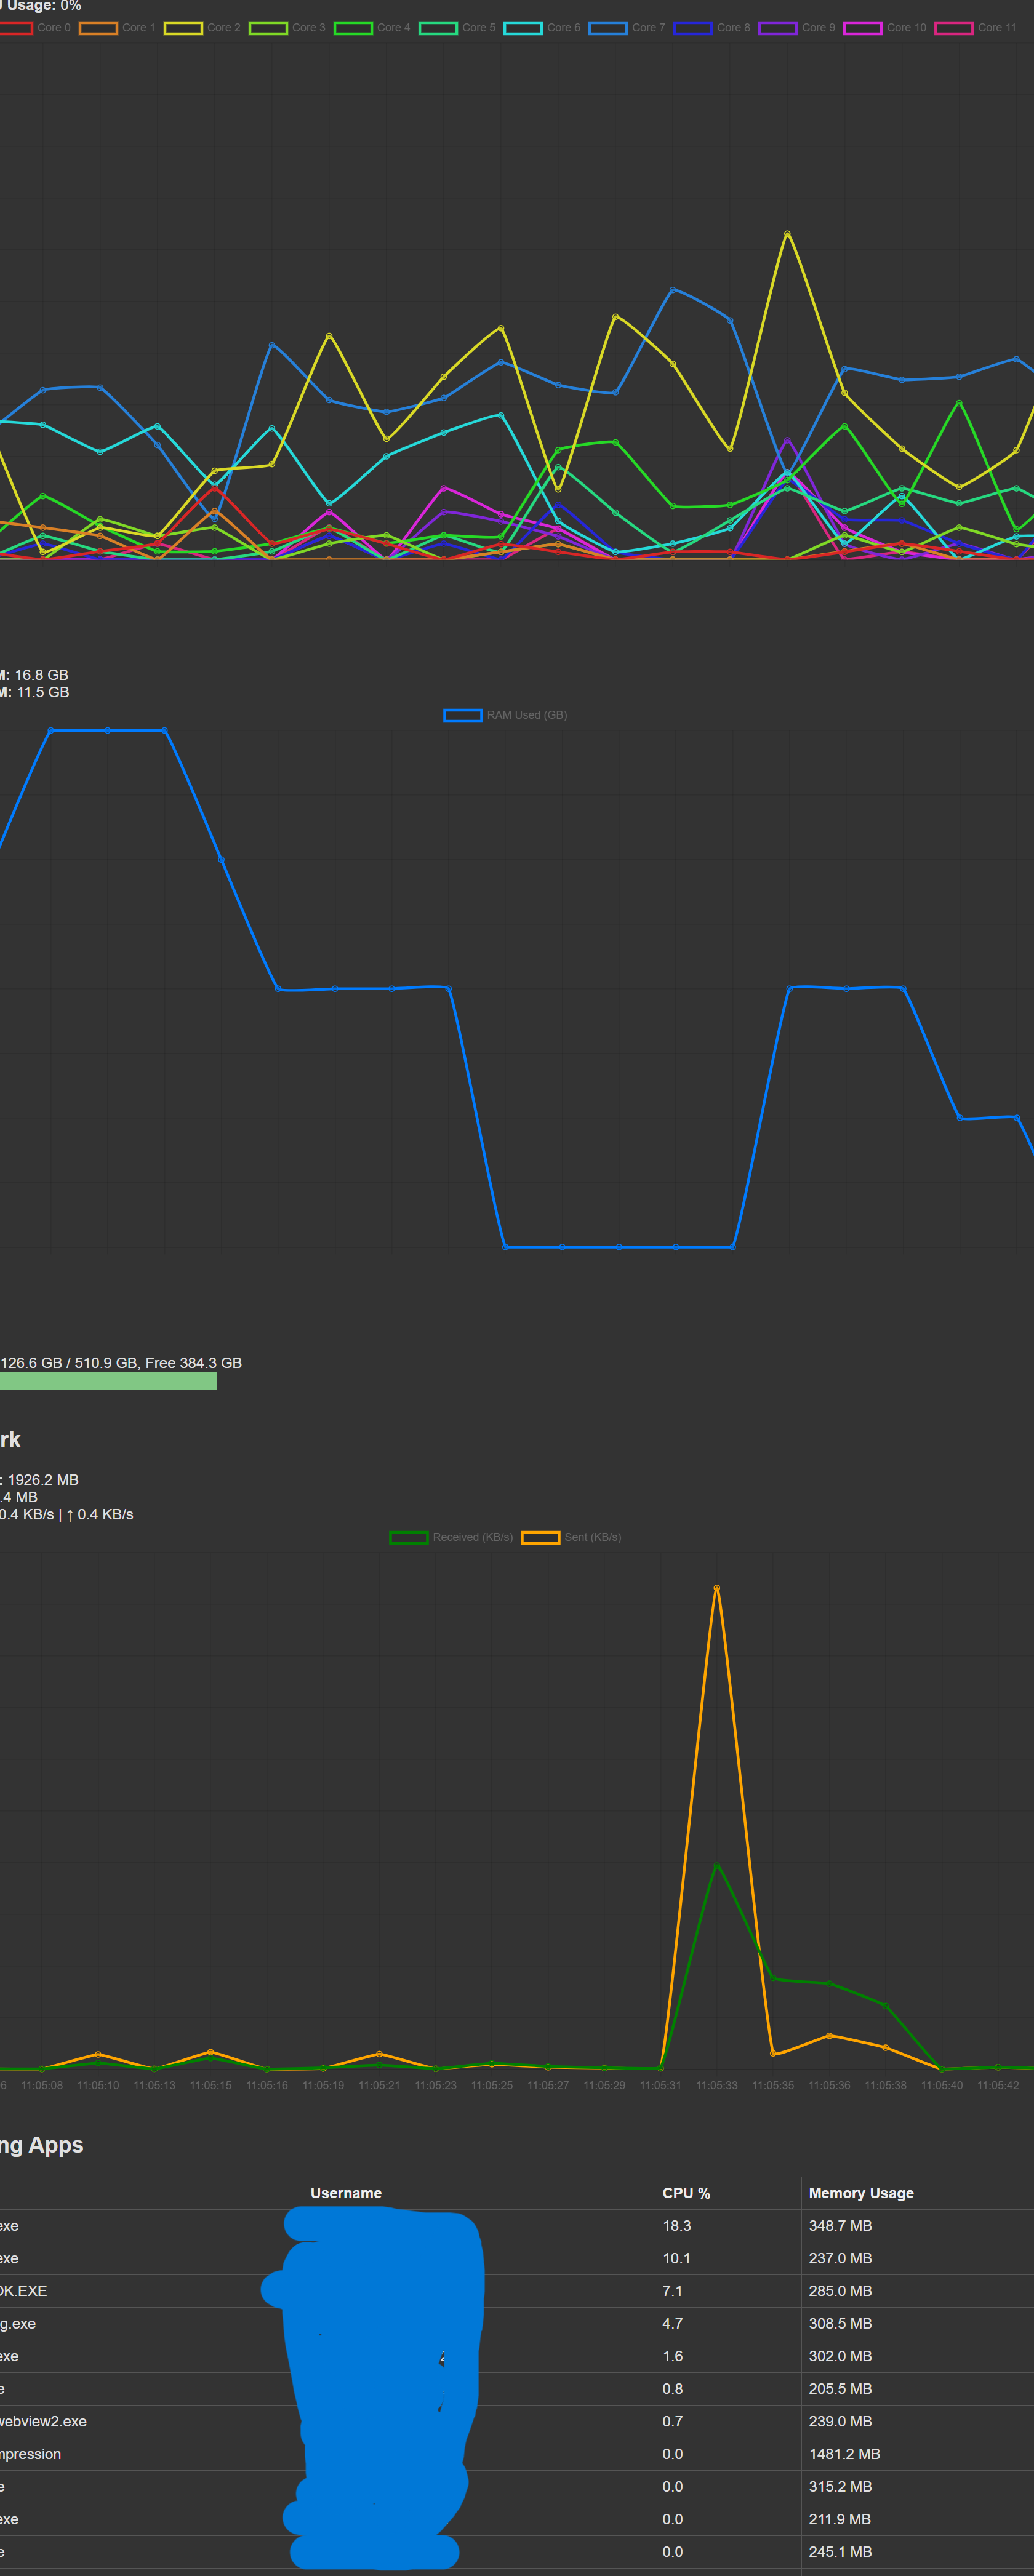 Usage: 0%
Core 0 Core 1 Core 2 Core 3 Core 4 Core 5 Core 6 Core 7 Core 8 Core 9 Core 10 Core 11
M: 16.8 GB
M: 11.5 GB
RAM Used (GB)
126.6 GB / 510.9 GB, Free 384.3 GB
rk
: 1926.2 MB
.4 MB
0.4 KB/s | ↑ 0.4 KB/s
Received (KB/s) Sent (KB/s)
6 11:05:08 11:05:10 11:05:13 11:05:15 11:05:16 11:05:19 11:05:21 11:05:23 11:05:25 11:05:27 11:05:29 11:05:31 11:05:33 11:05:35 11:05:36 11:05:38 11:05:40 11:05:42
ng Apps
Username CPU % Memory Usage
exe 18.3 348.7 MB
exe 10.1 237.0 MB
OK.EXE 7.1 285.0 MB
g.exe 4.7 308.5 MB
exe 1.6 302.0 MB
e 0.8 205.5 MB
webview2.exe 0.7 239.0 MB
mpression 0.0 1481.2 MB
e 0.0 315.2 MB
exe 0.0 211.9 MB
e 0.0 245.1 MB